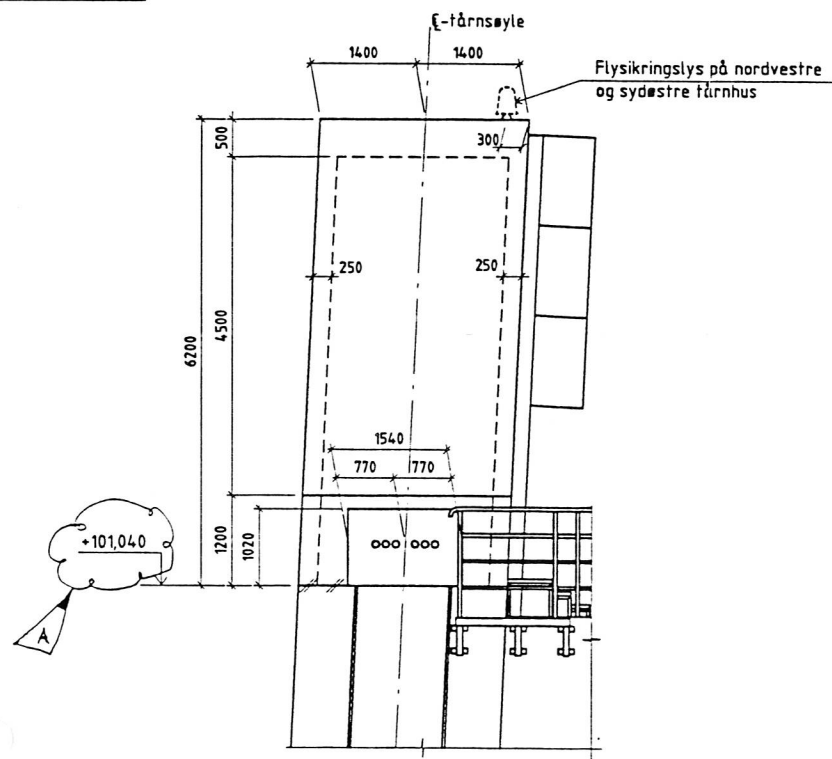 ℄-tårnsøyle
1400 1400
Flysikringslys på nordvestre
og sydøstre tårnhus
500
300
250 250
4500
6200
1540
770 770
+101,040
1200
1020
A